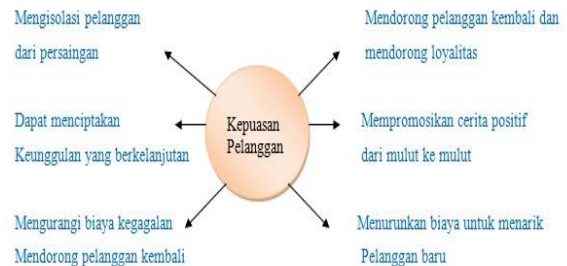 Mengisolasi pelanggan
dari persaingan
Mendorong pelanggan kembali dan
mendorong loyalitas
Dapat menciptakan
Keunggulan yang berkelanjutan
Kepuasan
Pelanggan
Mempromosikan cerita positif
dari mulut ke mulut
Mengurangi biaya kegagalan
Mendorong pelanggan kembali
Menurunkan biaya untuk menarik
Pelanggan baru